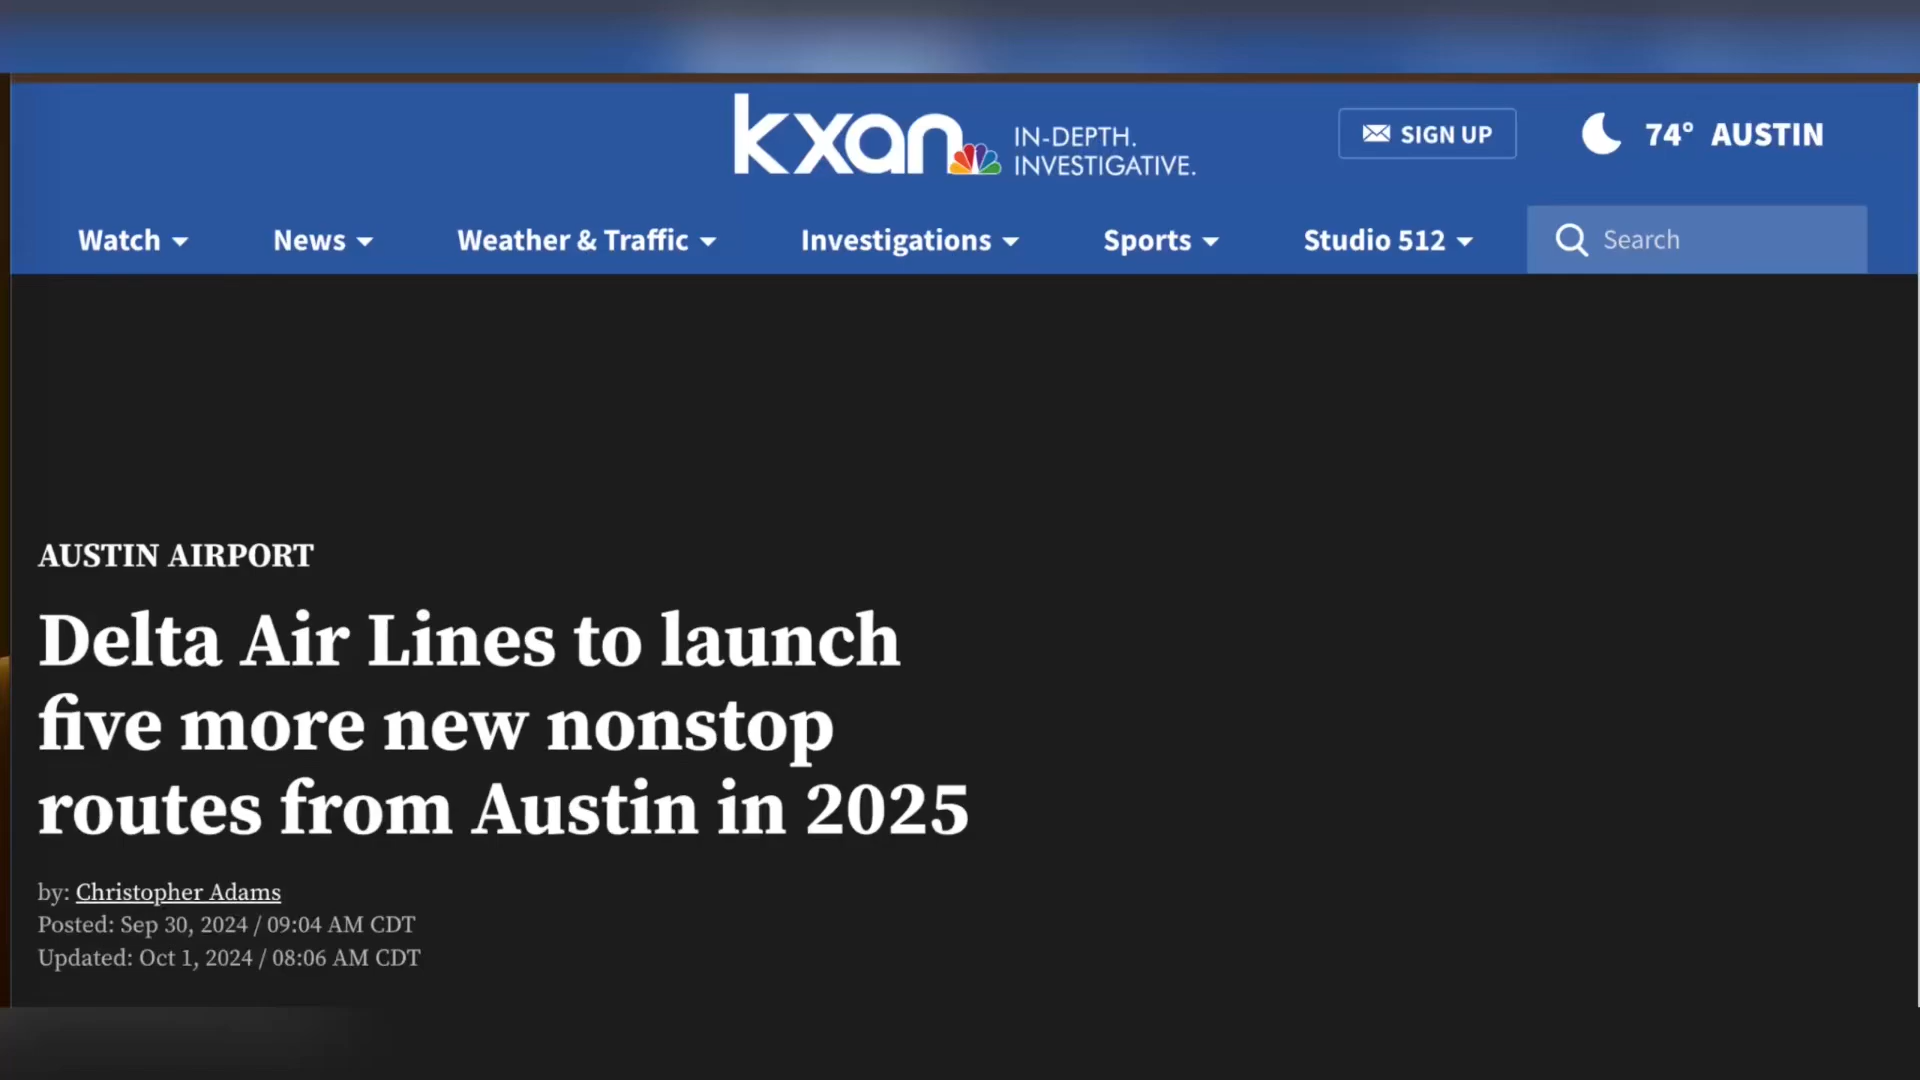 kxan IN-DEPTH.
INVESTIGATIVE.
SIGN UP
74° AUSTIN
Watch News Weather & Traffic Investigations Sports Studio 512 Search
AUSTIN AIRPORT
Delta Air Lines to launch
five more new nonstop
routes from Austin in 2025
by: Christopher Adams
Posted: Sep 30, 2024 / 09:04 AM CDT
Updated: Oct 1, 2024 / 08:06 AM CDT